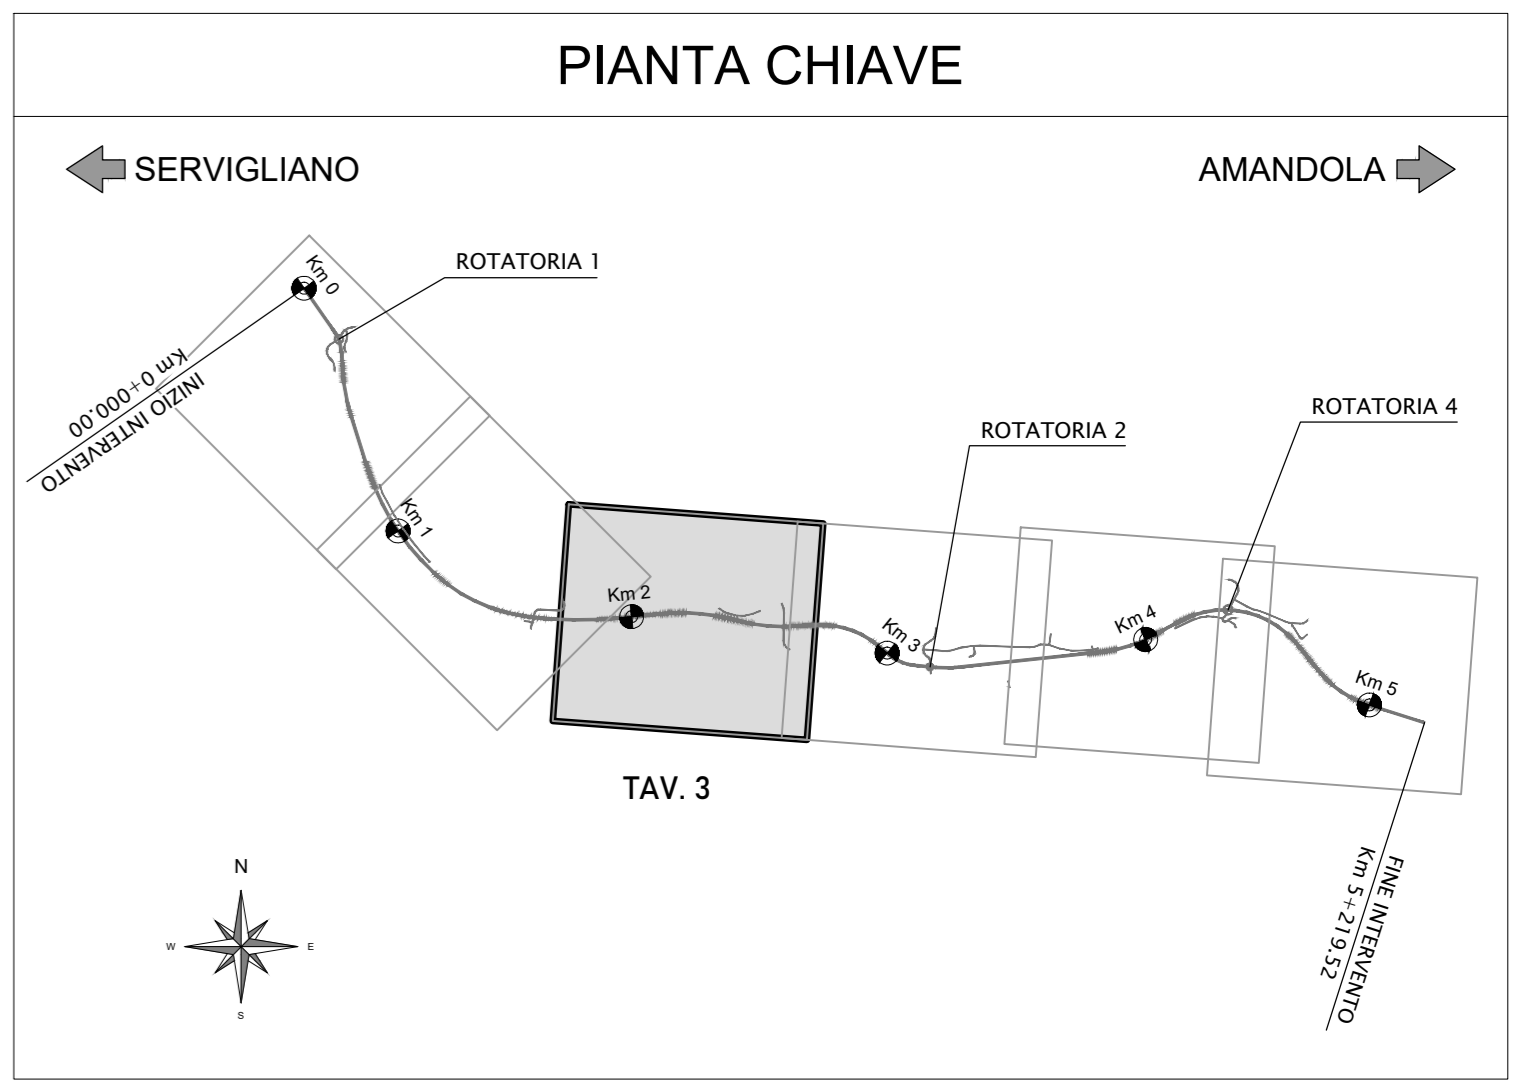 PIANTA CHIAVE
SERVIGLIANO
AMANDOLA
Km 0
ROTATORIA 1
Km 0+000.00
INIZIO INTERVENTO
ROTATORIA 4
ROTATORIA 2
Km 1
Km 2
Km 3
Km 4
Km 5
TAV. 3
FINE INTERVENTO
Km 5+219.52
N
W
E
S